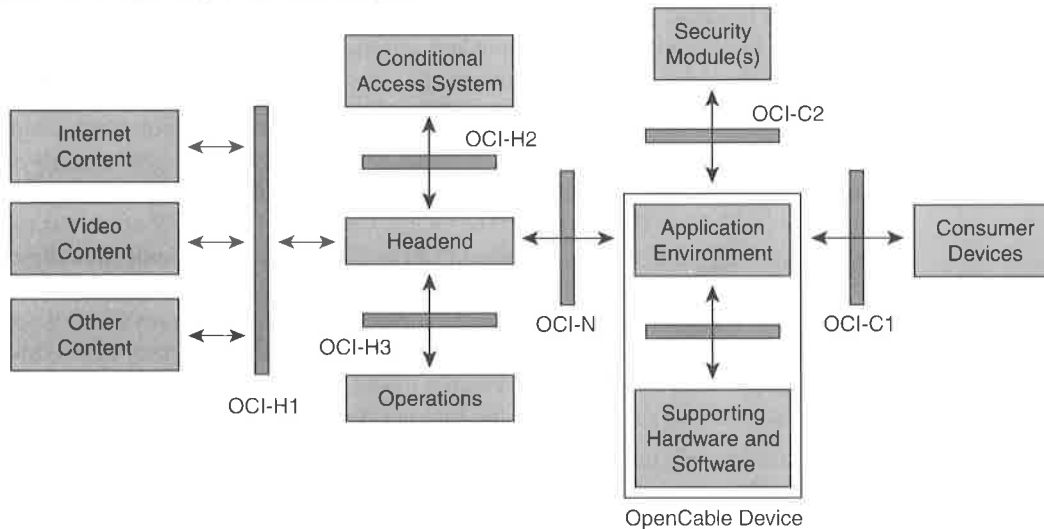 Conditional
Access System
Security
Module(s)
OCI-H2
OCI-C2
Internet
Content
Video
Content
Other
Content
OCI-H1
Headend
OCI-H3
Operations
OCI-N
Application
Environment
Supporting
Hardware and
Software
OpenCable Device
OCI-C1
Consumer
Devices